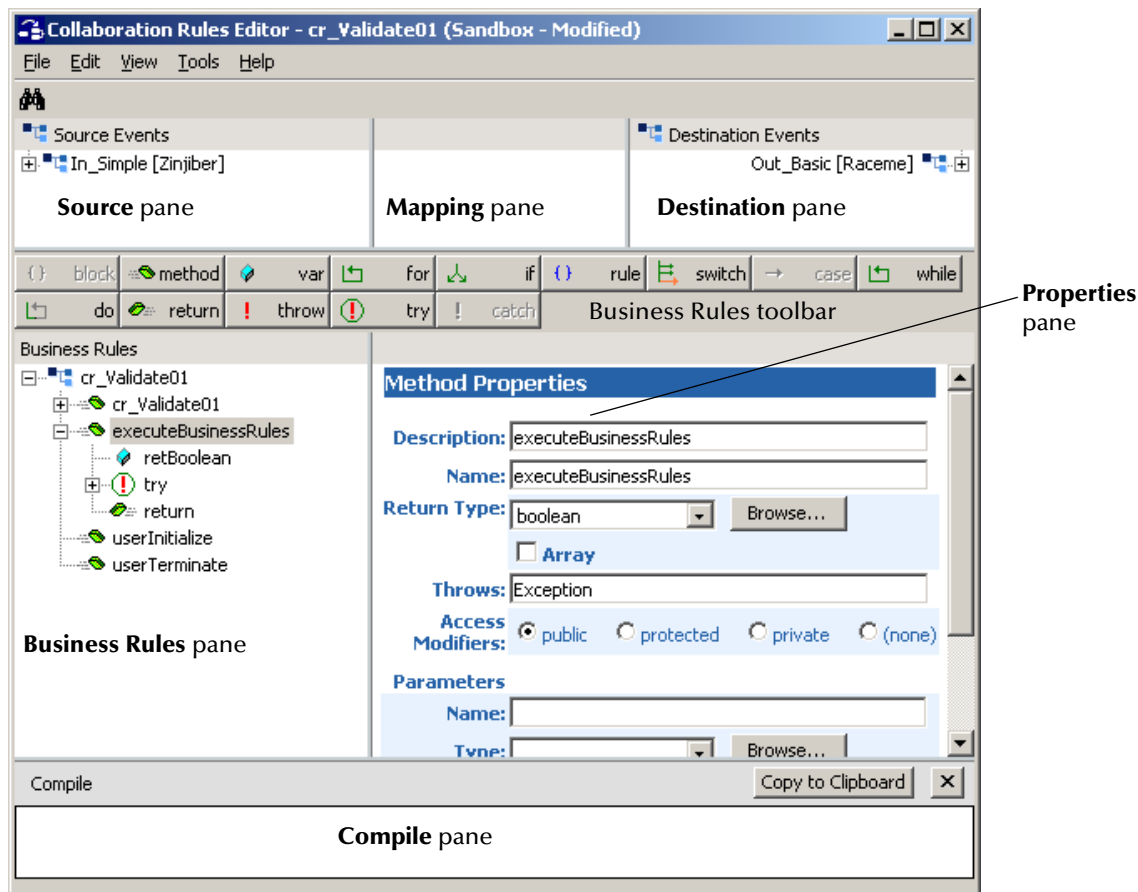 Collaboration Rules Editor - cr_Validate01 (Sandbox - Modified)
File Edit View Tools Help
Source Events
Destination Events
In_Simple [Zinjiber]
Out_Basic [Raceme]
Source pane
Mapping pane
Destination pane
{} block method var for if {} rule switch case while
do return ! throw ! try ! catch
Business Rules toolbar
Properties
pane
Business Rules
cr_Validate01
cr_Validate01
executeBusinessRules
retBoolean
try
return
userInitialize
userTerminate
Business Rules pane
Method Properties
Description: executeBusinessRules
Name: executeBusinessRules
Return Type: boolean Browse...
Array
Throws: Exception
Access
Modifiers: public protected private (none)
Parameters
Name:
Type: Browse...
Compile
Copy to Clipboard
Compile pane